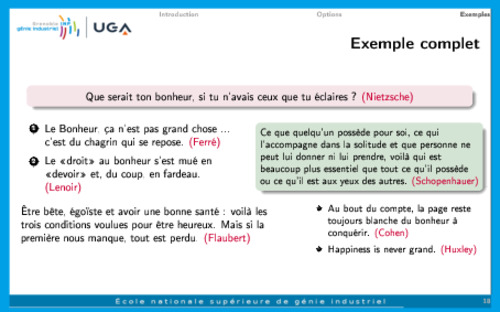 Introduction
Options
Exemples
Grenoble INP
génie industriel
UGA
Exemple complet
Que serait ton bonheur, si tu n'avais ceux que tu éclaires ? (Nietzsche)
1 Le Bonheur, ça n'est pas grand chose ...
c'est du chagrin qui se repose. (Ferré)
2 Le «droit» au bonheur s'est mué en
«devoir» et, du coup, en fardeau.
(Lenoir)
Être bête, égoïste et avoir une bonne santé : voilà les
trois conditions voulues pour être heureux. Mais si la
première nous manque, tout est perdu. (Flaubert)
Ce que quelqu'un possède pour soi, ce qui
l'accompagne dans la solitude et que personne ne
peut lui donner ni lui prendre, voilà qui est
beaucoup plus essentiel que tout ce qu'il possède
ou ce qu'il est aux yeux des autres. (Schopenhauer)
Au bout du compte, la page reste
toujours blanche du bonheur à
conquérir. (Cohen)
Happiness is never grand. (Huxley)
École nationale supérieure de génie industriel